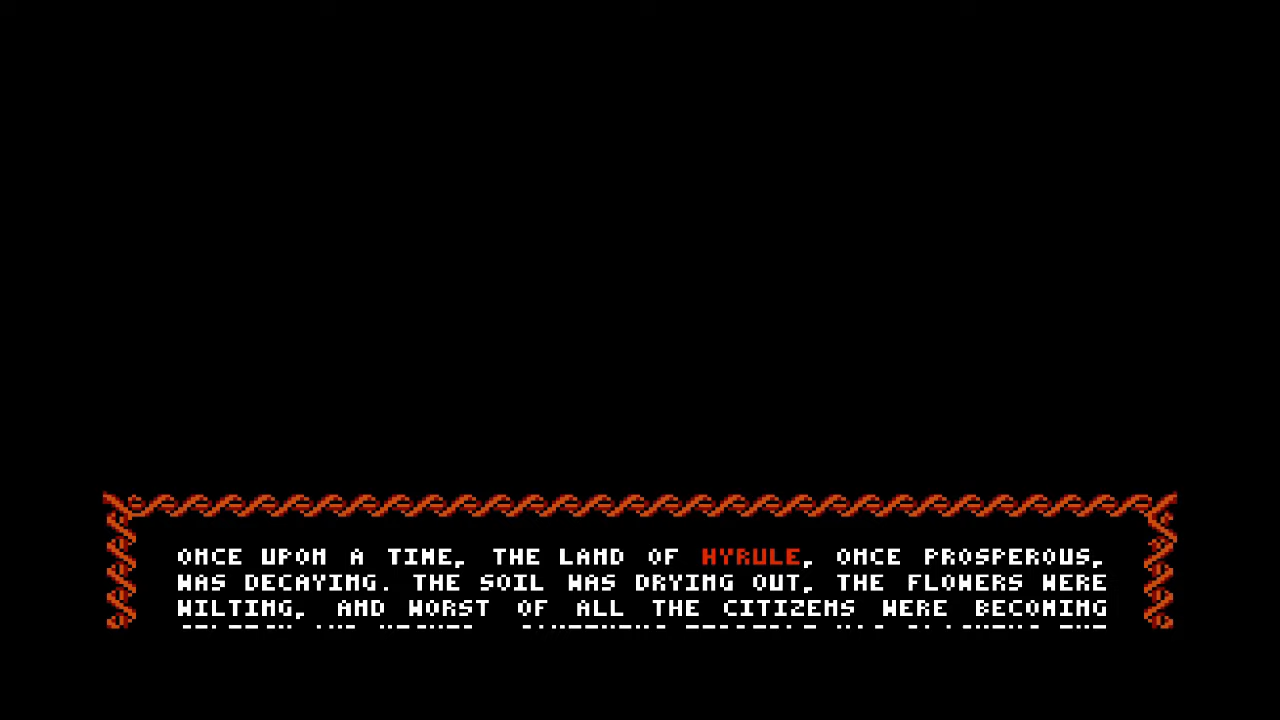 ONCE UPON A TIME, THE LAND OF HYRULE, ONCE PROSPEROUS,
WAS DECAYING. THE SOIL WAS DRYING OUT, THE FLOWERS WERE
WILTING, AND WORST OF ALL THE CITIZENS WERE BECOMING